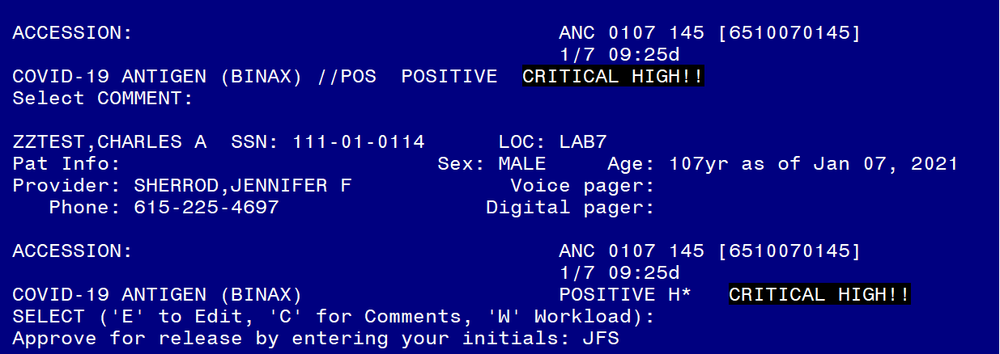 ACCESSION: ANC 0107 145 [6510070145]
1/7 09:25d
COVID-19 ANTIGEN (BINAX) //POS POSITIVE CRITICAL HIGH!!
Select COMMENT:
ZZTEST,CHARLES A SSN: 111-01-0114 LOC: LAB7
Pat Info: Sex: MALE Age: 107yr as of Jan 07, 2021
Provider: SHERROD,JENNIFER F Voice pager:
Phone: 615-225-4697 Digital pager:
ACCESSION: ANC 0107 145 [6510070145]
1/7 09:25d
COVID-19 ANTIGEN (BINAX) POSITIVE H* CRITICAL HIGH!!
SELECT ('E' to Edit, 'C' for Comments, 'W' Workload):
Approve for release by entering your initials: JFS